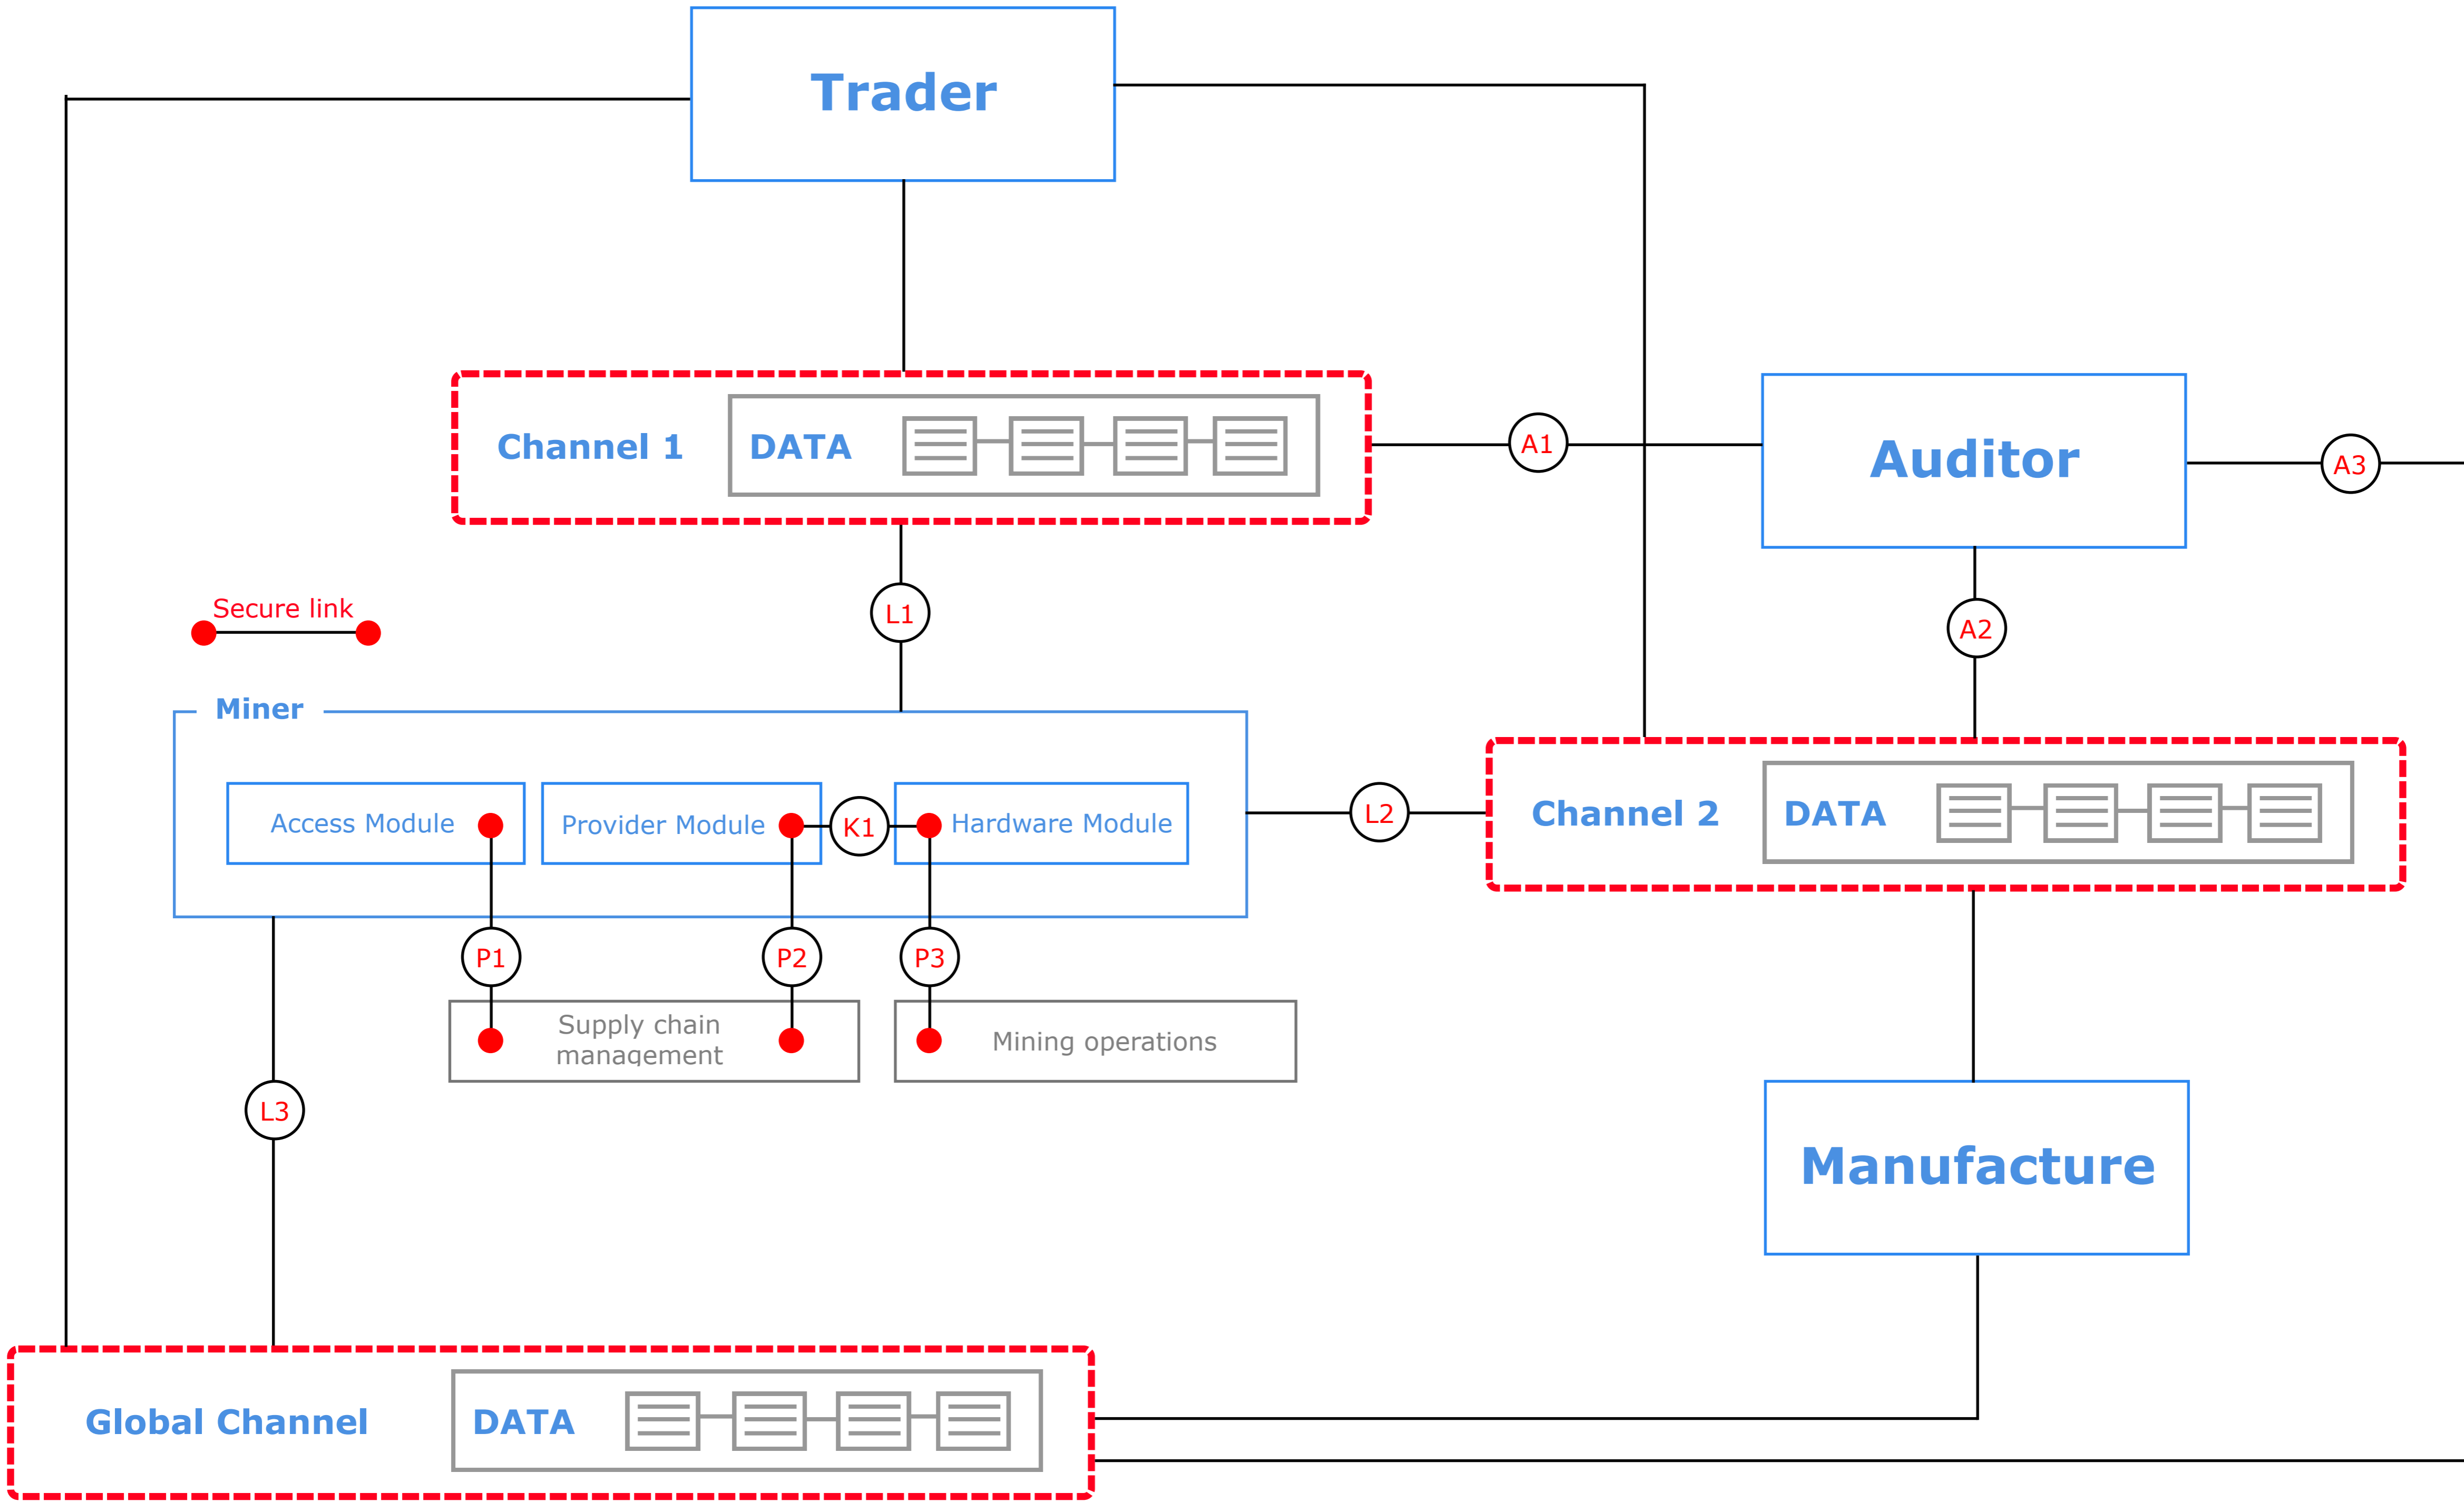 Trader
Channel 1
DATA
A1
Auditor
A3
L1
Secure link
A2
Miner
Access Module
Provider Module
K1
Hardware Module
L2
Channel 2
DATA
P1
P2
P3
Supply chain
management
Mining operations
L3
Manufacture
Global Channel
DATA